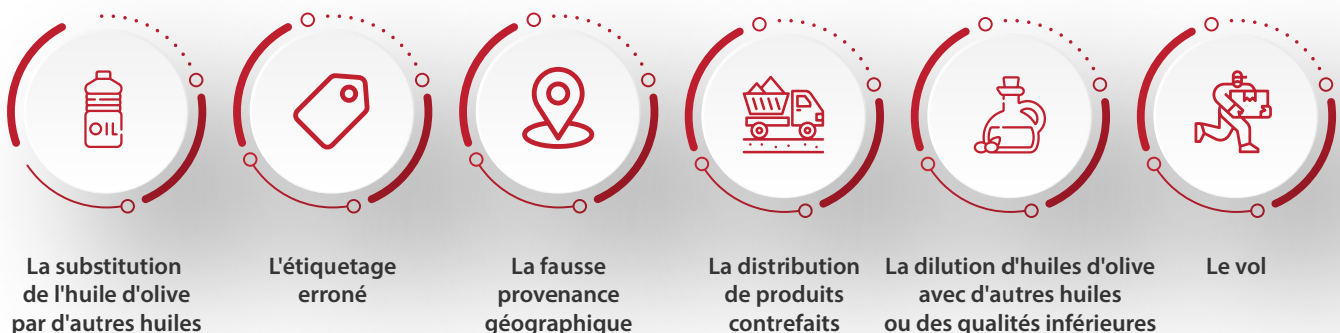 OIL
La substitution
de l'huile d'olive
par d'autres huiles
L'étiquetage
erroné
La fausse
provenance
géographique
La distribution
de produits
contrefaits
La dilution d'huiles d'olive
avec d'autres huiles
ou des qualités inférieures
Le vol